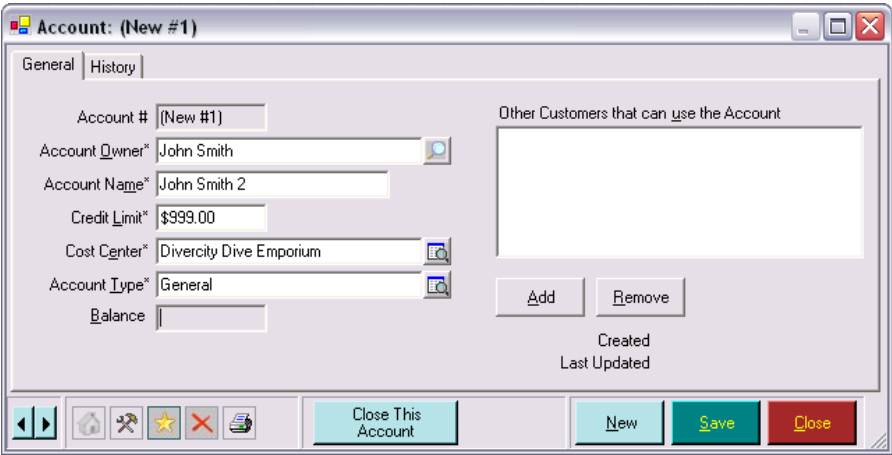 Account: (New #1)
General History
Account # (New #1)
Account Owner* John Smith
Account Name* John Smith 2
Credit Limit* $999.00
Cost Center* Divercity Dive Emporium
Account Type* General
Balance
Other Customers that can use the Account
Add Remove
Created
Last Updated
Close This
Account
New Save Close